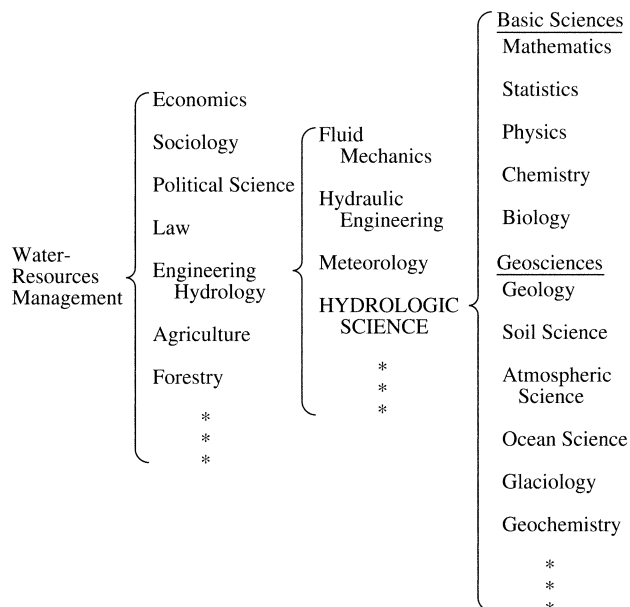 Water-
Resources
Management
Economics
Sociology
Political Science
Law
Engineering
Hydrology
Agriculture
Forestry
*
*
*
Fluid
Mechanics
Hydraulic
Engineering
Meteorology
HYDROLOGIC
SCIENCE
*
*
*
Basic Sciences
Mathematics
Statistics
Physics
Chemistry
Biology
Geosciences
Geology
Soil Science
Atmospheric
Science
Ocean Science
Glaciology
Geochemistry
*
*
*